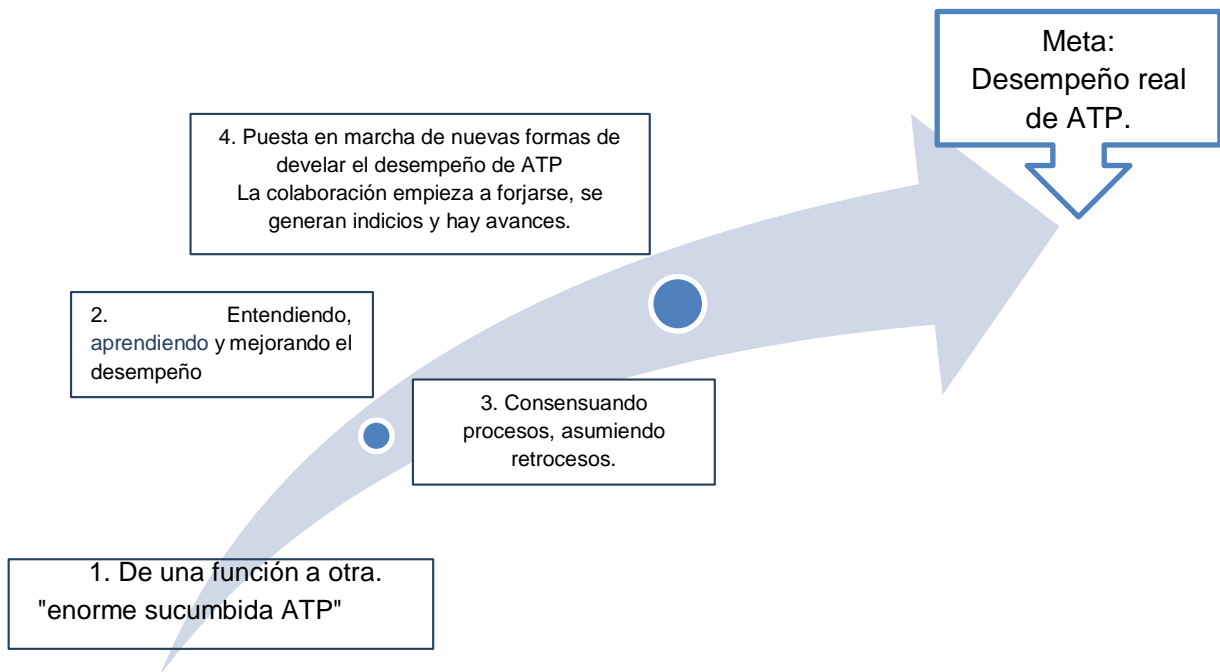 Meta:
Desempeño real
de ATP.
4. Puesta en marcha de nuevas formas de
develar el desempeño de ATP
La colaboración empieza a forjarse, se
generan indicios y hay avances.
2. Entendiendo,
aprendiendo y mejorando el
desempeño
3. Consensuando
procesos, asumiendo
retrocesos.
1. De una función a otra.
"enorme sucumbida ATP"